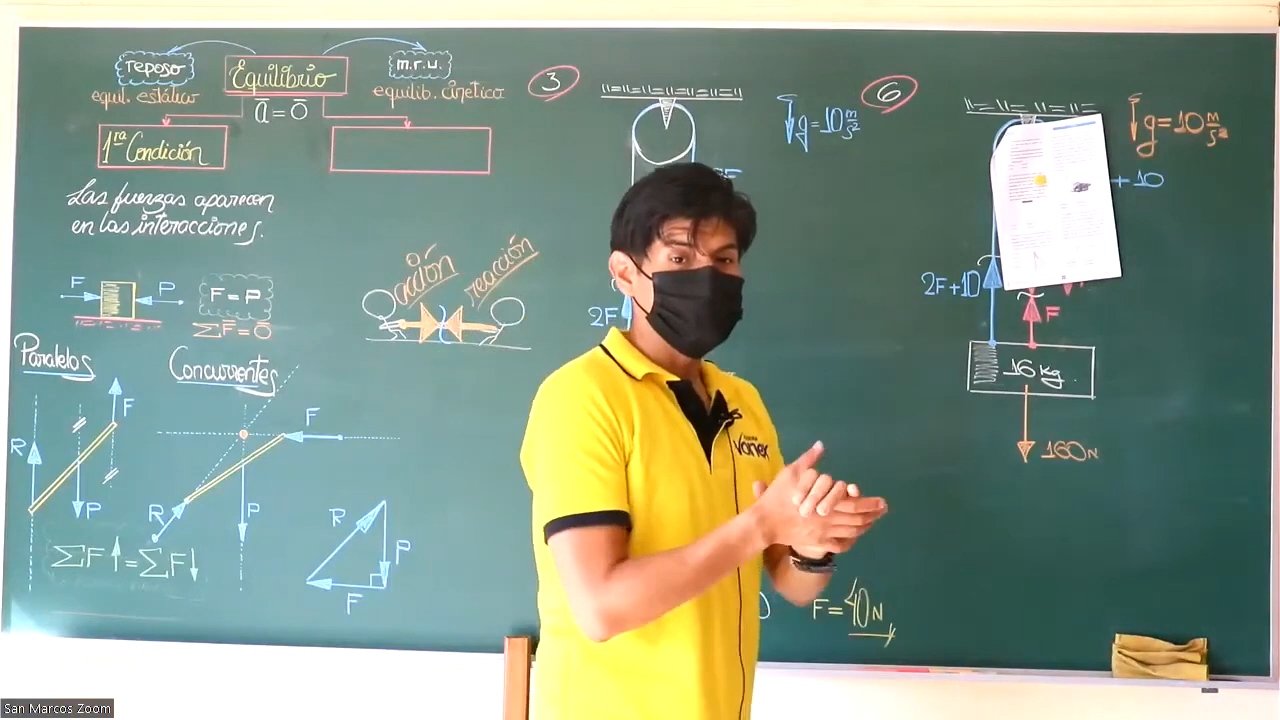 reposo
Equilibrio
m.r.u.
equil. estático
a̅ = 0̅
equilib. cinético
1ra Condición
Las fuerzas aparecen
en las interacciones.
F
P
F = P
ΣF̅ = 0̅
acción
reacción
Paralelos
Concurrentes
R
F
P
ΣF↑ = ΣF↓
R
F
P
R
P
F
3
g = 10 m/s²
2F
F = 40N
6
g = 10 m/s²
+ 10
2F + 10
F
16 kg.
160N
Vonex
San Marcos Zoom